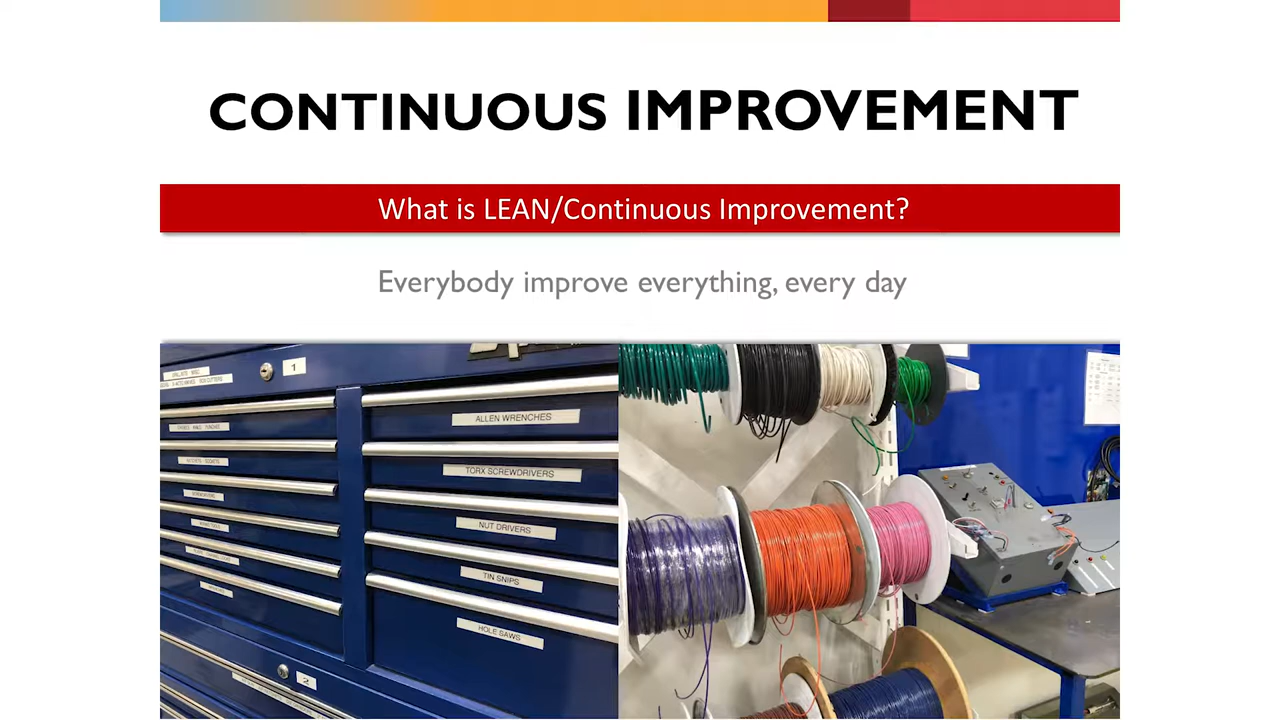 CONTINUOUS IMPROVEMENT
What is LEAN/Continuous Improvement?
Everybody improve everything, every day
1
ALLEN WRENCHES
TORX SCREWDRIVERS
NUT DRIVERS
TIN SNIPS
HOLE SAWS
2